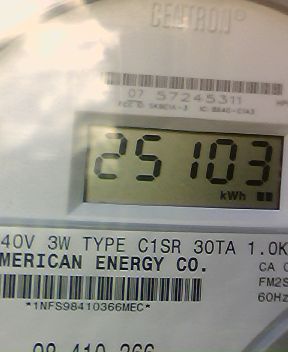 CENTRON®
07 57245311
25103
kWh
40V 3W TYPE C1SR 30TA 1.0K
MERICAN ENERGY CO.
CA
FM2S
60Hz
*1NFS98410366MEC*
98 410 366